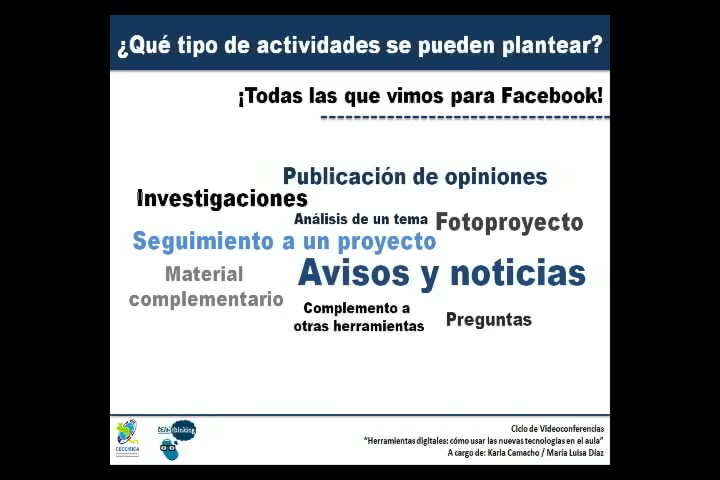 ¿Qué tipo de actividades se pueden plantear?
¡Todas las que vimos para Facebook!
Publicación de opiniones
Investigaciones
Análisis de un tema
Fotoproyecto
Seguimiento a un proyecto
Avisos y noticias
Material
complementario
Complemento a
otras herramientas
Preguntas
CECCISICA
thinking
Ciclo de Videoconferencias
"Herramientas digitales: cómo usar las nuevas tecnologías en el aula"
A cargo de: Karla Camacho / María Luisa Díaz